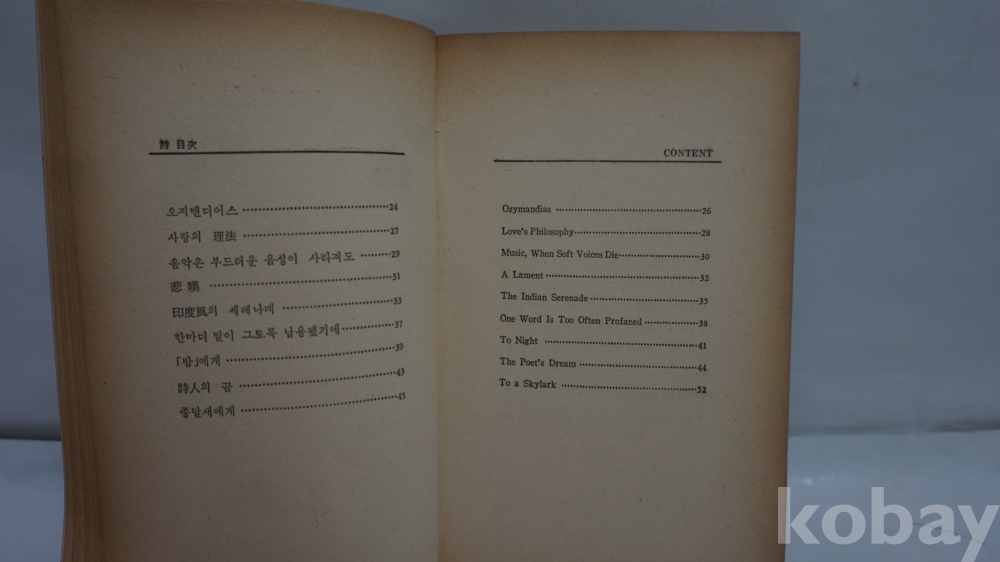 詩 目次
오지맨디어스 ·········· 24
사랑의 理法 ·········· 27
음악은 부드러운 음성이 사라져도 ·········· 29
悲嘆 ·········· 31
印度風의 세레나데 ·········· 33
한마디 말이 그토록 남용됐기에 ·········· 37
「밤」에게 ·········· 39
詩人의 꿈 ·········· 43
종달새에게 ·········· 45
CONTENT
Ozymandias ·········· 26
Love's Philosophy ·········· 28
Music, When Soft Voices Die ·········· 30
A Lament ·········· 32
The Indian Serenade ·········· 35
One Word Is Too Often Profaned ·········· 38
To Night ·········· 41
The Poet's Dream ·········· 44
To a Skylark ·········· 52
kobay